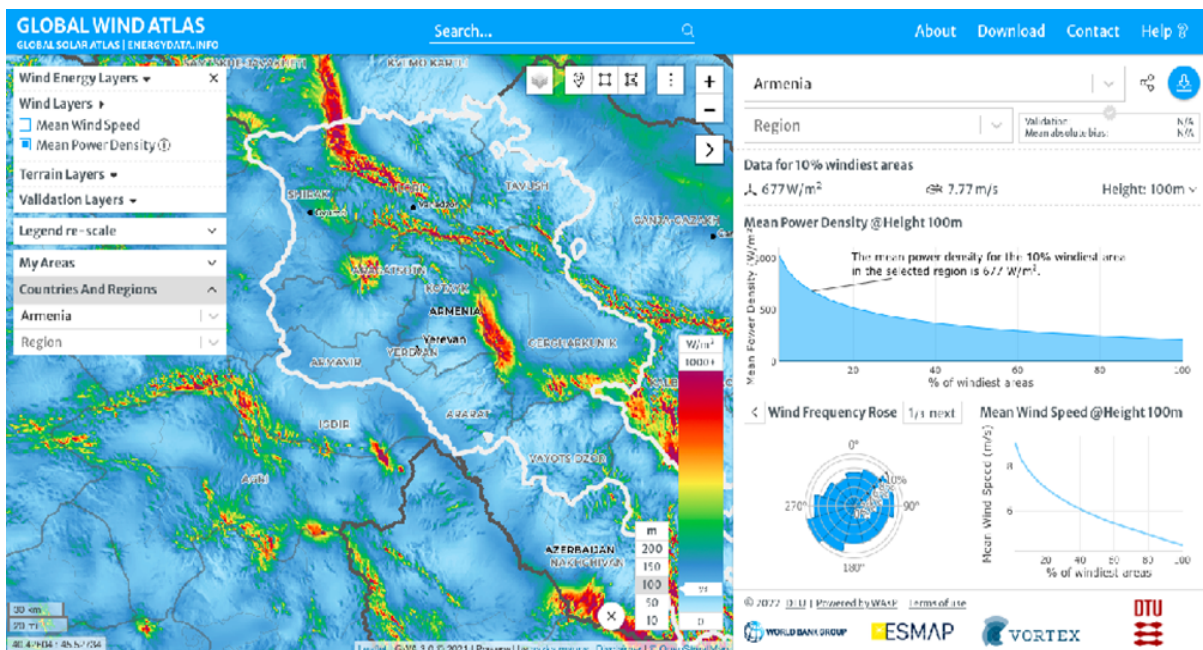 GLOBAL WIND ATLAS
GLOBAL SOLAR ATLAS | ENERGYDATA.INFO
Search...
About Download Contact Help
Wind Energy Layers
Wind Layers
Mean Wind Speed
Mean Power Density
Terrain Layers
Validation Layers
Legend re-scale
My Areas
Countries And Regions
Armenia
Region
SHIRAK
Gyumri
TAVUSH
Vanadzor
KOTAYK
ARMENIA
Yerevan
YEREVAN
ARMAVIR
GEGHARKUNIK
ARARAT
IGDIR
VAYOTS DZOR
AZERBAIJAN
NAKHCHIVAN
W/m²
1000+
0
m
200
150
100
50
10
30 km
20 mi
Armenia
Region
Validation: N/A
Mean absolute bias: N/A
Data for 10% windiest areas
677 W/m² 7.77 m/s Height: 100m
Mean Power Density @Height 100m
The mean power density for the 10% windiest area
in the selected region is 677 W/m².
Mean Power Density (W/m²)
1000
500
0
20 40 60 80 100
% of windiest areas
Wind Frequency Rose 1/3 next
0°
10%
270° 90°
180°
Mean Wind Speed @Height 100m
Mean Wind Speed (m/s)
8
6
20 40 60 80 100
% of windiest areas
© 2022 DTU | Powered by WAsP Terms of use
WORLD BANK GROUP
ESMAP
VORTEX
DTU